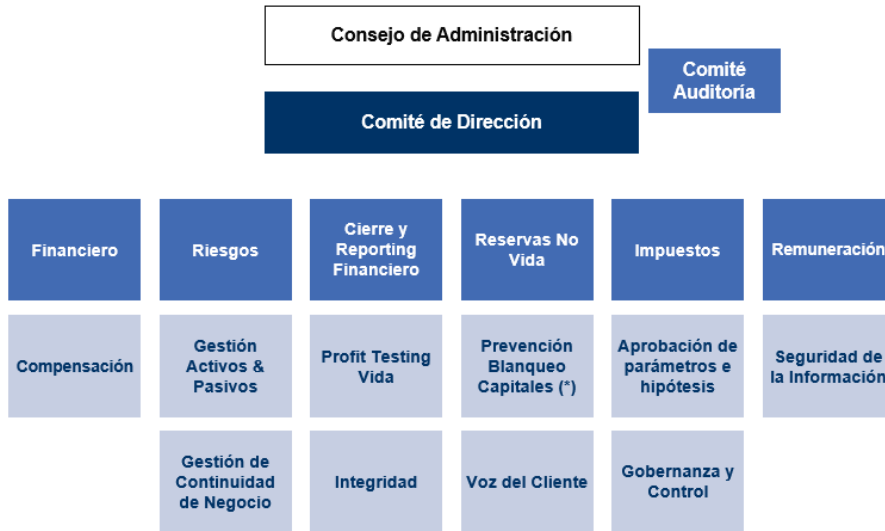 Consejo de Administración
Comité
Auditoría
Comité de Dirección
Financiero
Riesgos
Cierre y
Reporting
Financiero
Reservas No
Vida
Impuestos
Remuneración
Compensación
Gestión
Activos &
Pasivos
Profit Testing
Vida
Prevención
Blanqueo
Capitales (*)
Aprobación de
parámetros e
hipótesis
Seguridad de
la Información
Gestión de
Continuidad
de Negocio
Integridad
Voz del Cliente
Gobernanza y
Control